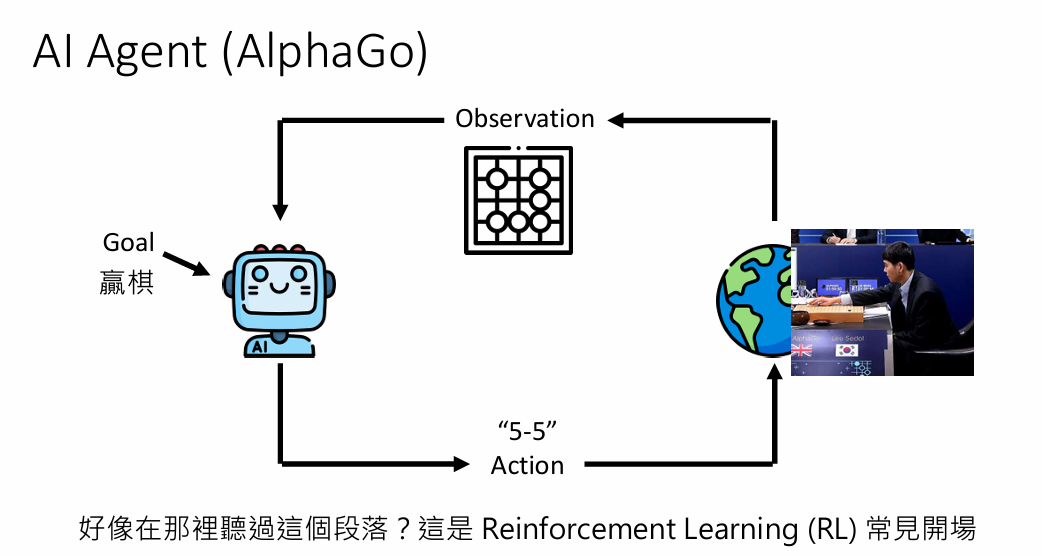 AI Agent (AlphaGo)
Observation
Goal
贏棋
AI
AlphaGo
Lee Sedol
“5-5”
Action
好像在那裡聽過這個段落？這是 Reinforcement Learning (RL) 常見開場